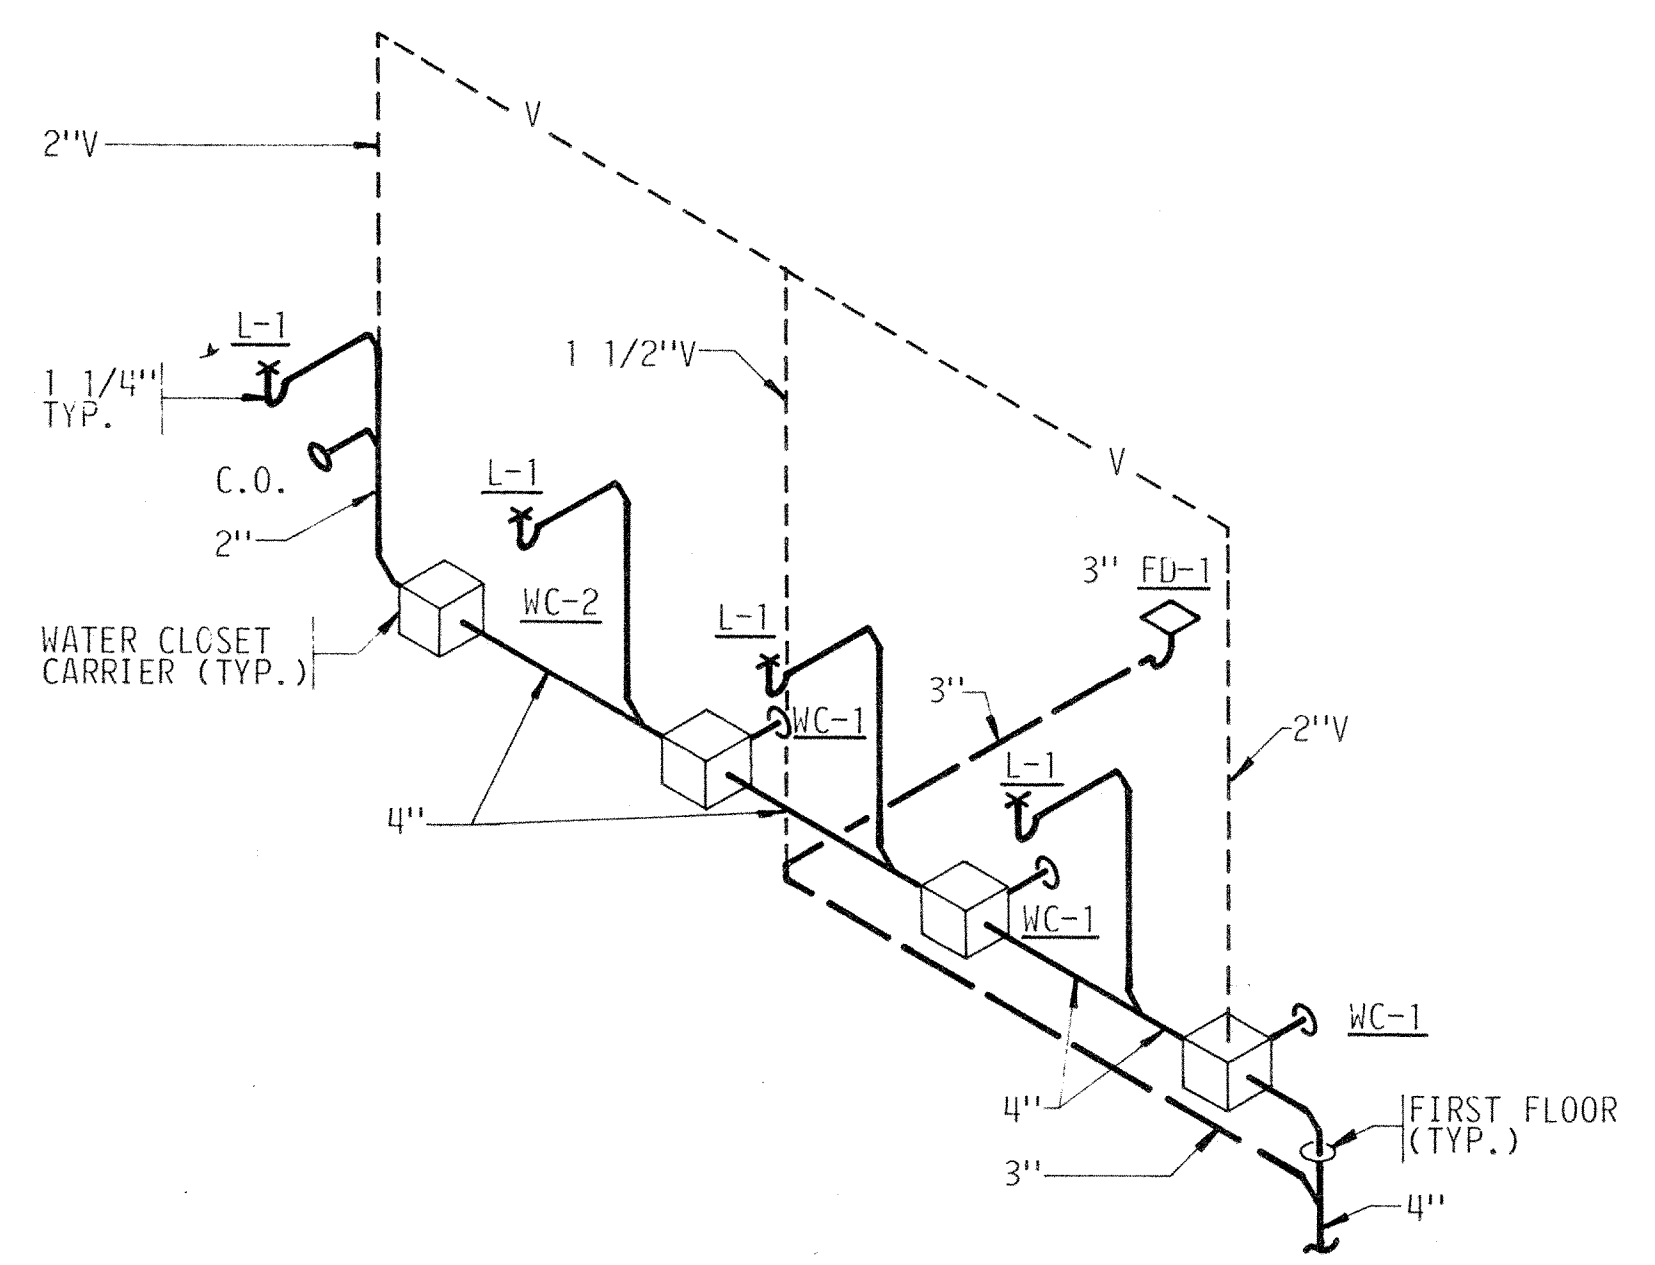 V
2"V
L-1
1 1/2"V
1 1/4"
TYP.
V
C.O.
L-1
2"
3" FD-1
WC-2
L-1
WATER CLOSET
CARRIER (TYP.)
3"
WC-1
2"V
L-1
4"
WC-1
WC-1
4"
FIRST FLOOR
(TYP.)
3"
4"